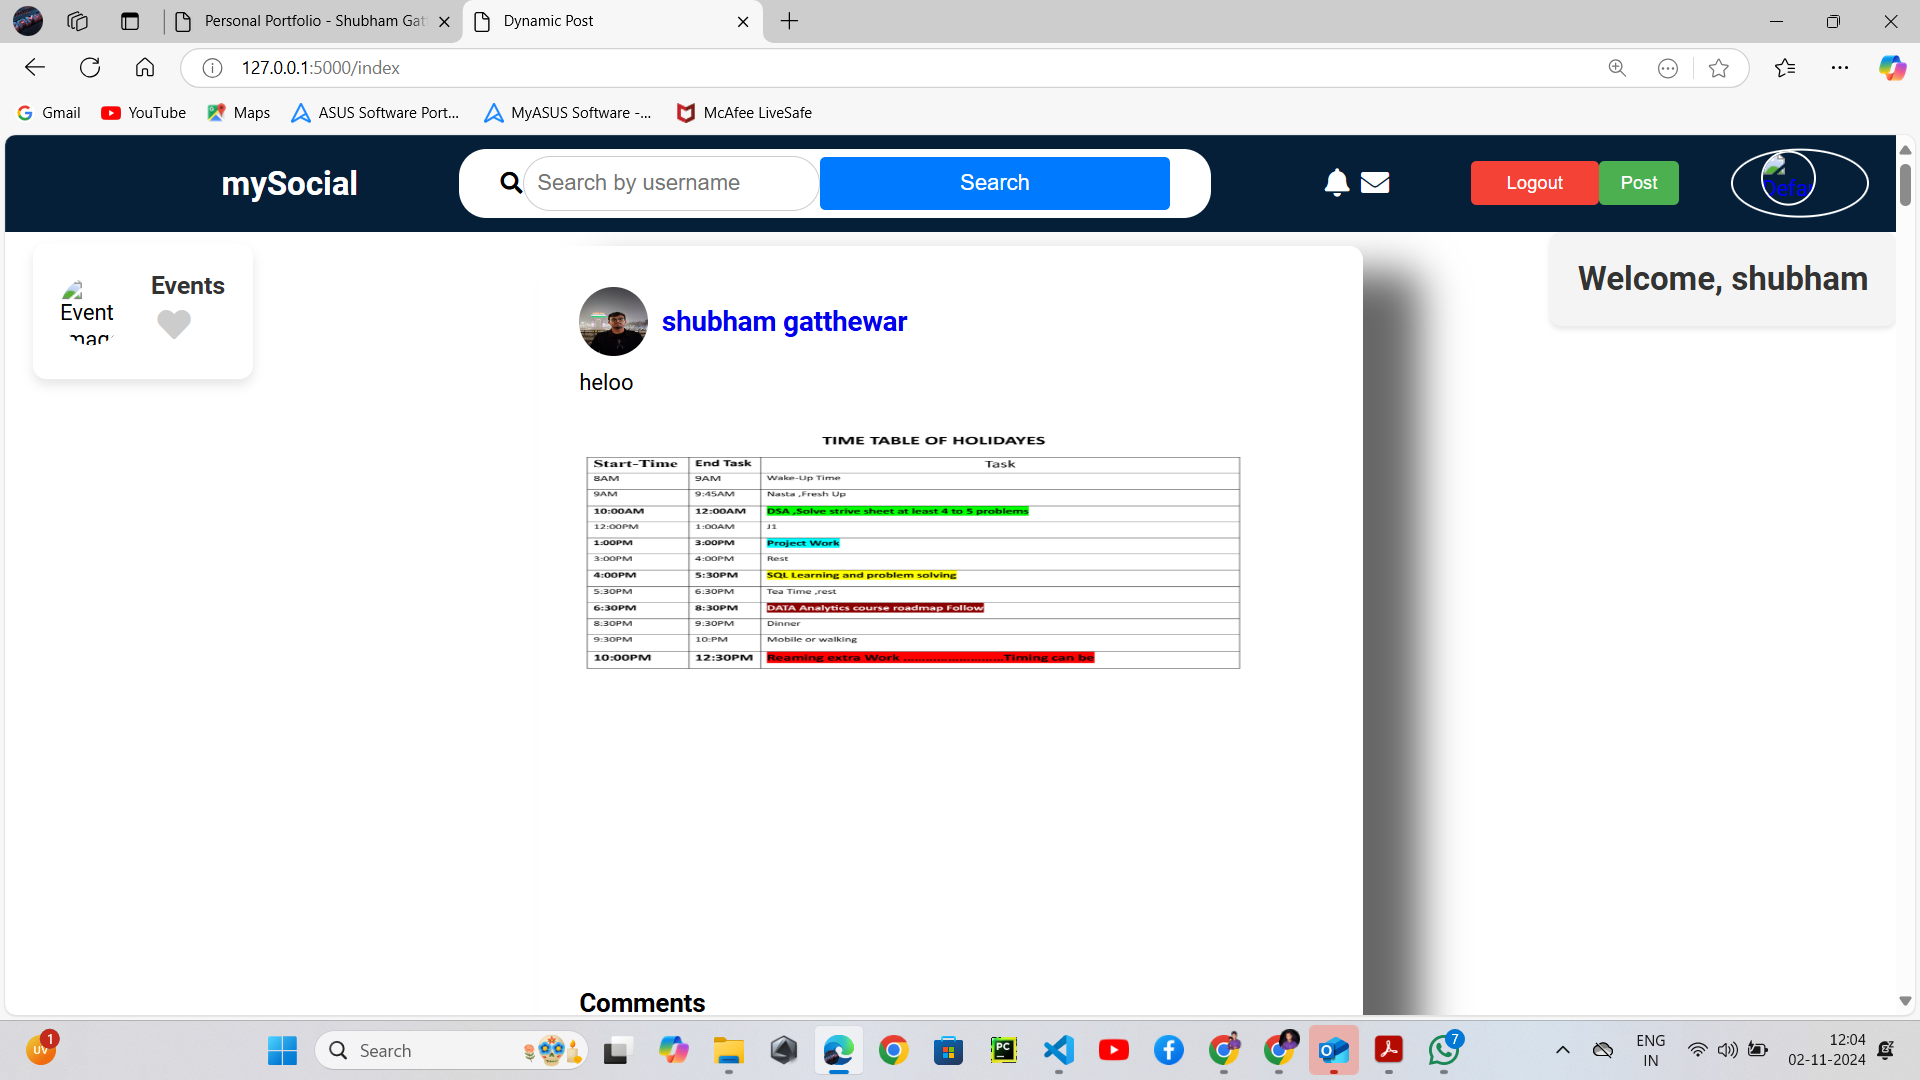 Personal Portfolio - Shubham Gat
Dynamic Post
127.0.0.1:5000/index
Gmail
YouTube
Maps
ASUS Software Port...
MyASUS Software -...
McAfee LiveSafe
mySocial
Search by username
Search
Logout
Post
Defa
Event
Events
Welcome, shubham
shubham gatthewar
heloo
TIME TABLE OF HOLIDAYES
Start-Time End Task Task
8AM 9AM Wake-Up Time
9AM 9:45AM Nasta ,Fresh Up
10:00AM 12:00AM DSA ,Solve strive sheet at least 4 to 5 problems
12:00PM 1:00AM J1
1:00PM 3:00PM Project Work
3:00PM 4:00PM Rest
4:00PM 5:30PM SQL Learning and problem solving
5:30PM 6:30PM Tea Time ,rest
6:30PM 8:30PM DATA Analytics course roadmap Follow
8:30PM 9:30PM Dinner
9:30PM 10:PM Mobile or walking
10:00PM 12:30PM Reaming extra Work ..............................Timing can be
Comments
UV
1
Search
PC
7
ENG
IN
12:04
02-11-2024